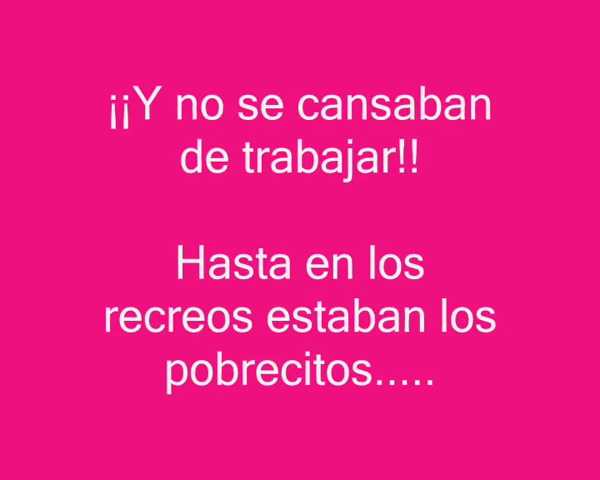 ¡¡Y no se cansaban
de trabajar!!
Hasta en los
recreos estaban los
pobrecitos.....